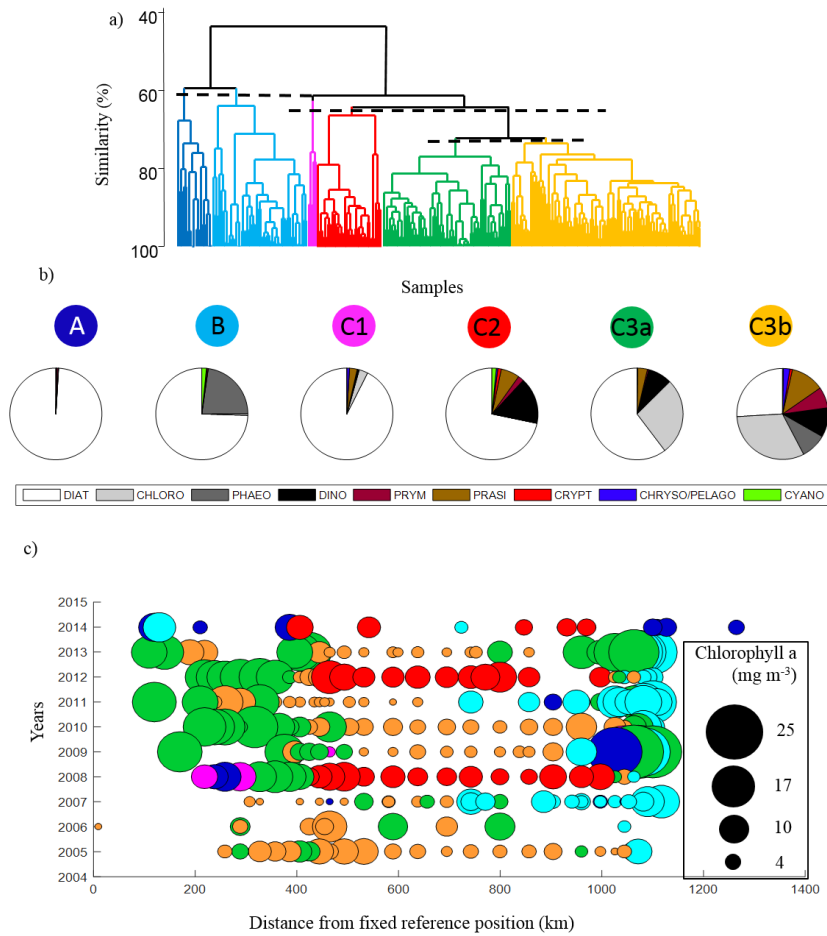 a)
40
60
80
100
Similarity (%)
Samples
b)
A
B
C1
C2
C3a
C3b
DIAT
CHLORO
PHAEO
DINO
PRYM
PRASI
CRYPT
CHRYSO/PELAGO
CYANO
c)
2015
2014
2013
2012
2011
2010
2009
2008
2007
2006
2005
2004
Years
0
200
400
600
800
1000
1200
1400
Distance from fixed reference position (km)
Chlorophyll a
(mg m⁻³)
25
17
10
4